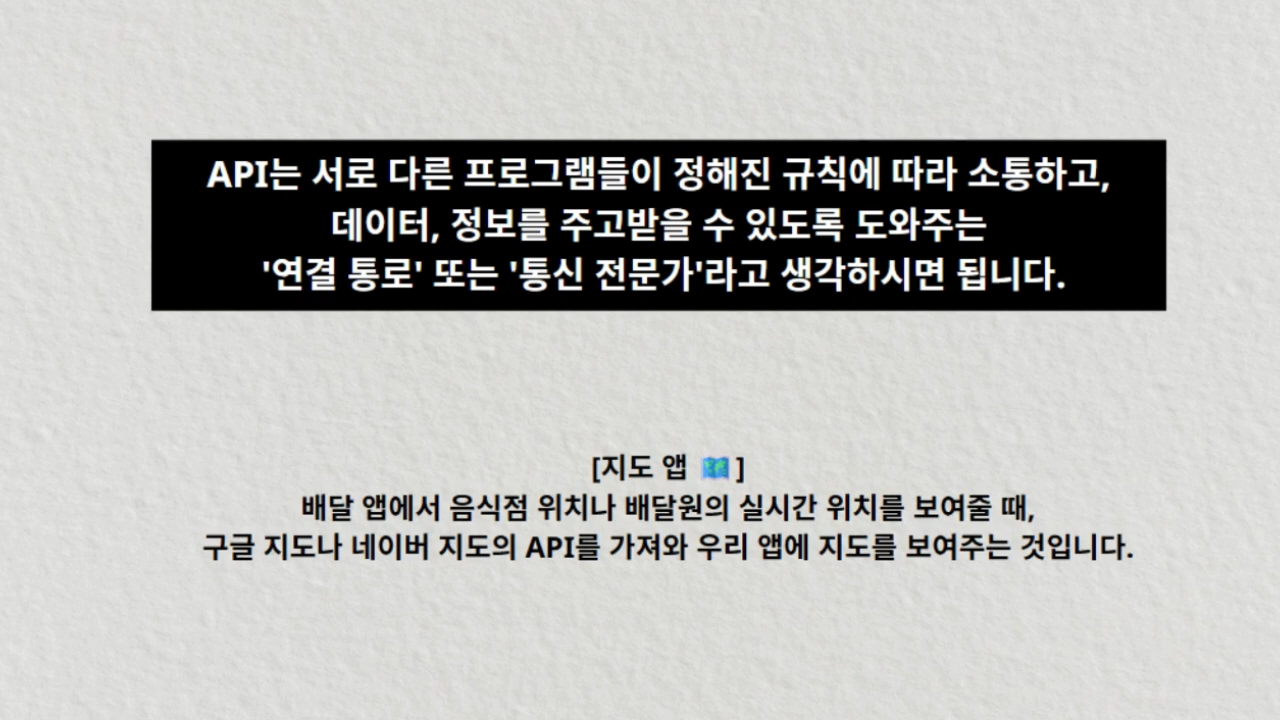 API는 서로 다른 프로그램들이 정해진 규칙에 따라 소통하고,
데이터, 정보를 주고받을 수 있도록 도와주는
'연결 통로' 또는 '통신 전문가'라고 생각하시면 됩니다.
[지도 앱 🗺️]
배달 앱에서 음식점 위치나 배달원의 실시간 위치를 보여줄 때,
구글 지도나 네이버 지도의 API를 가져와 우리 앱에 지도를 보여주는 것입니다.